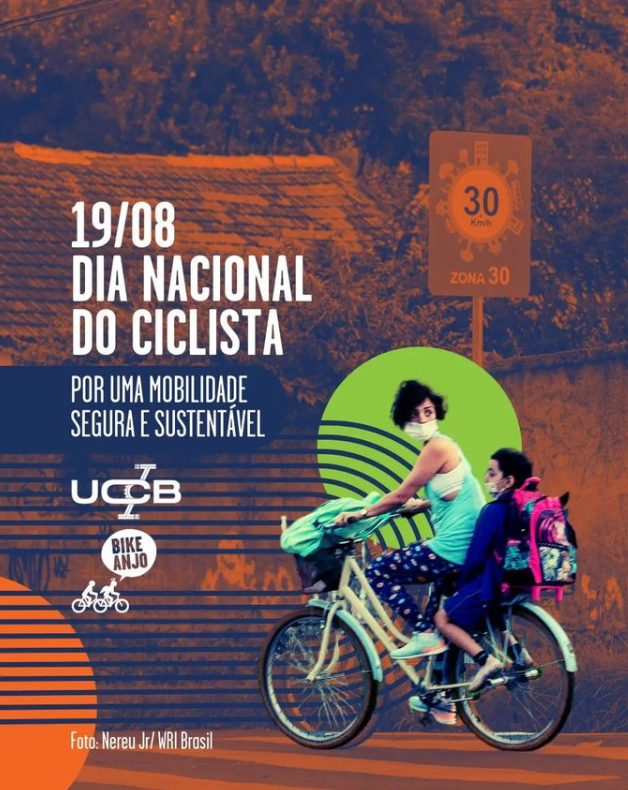 30
Km/h
ZONA 30
19/08
DIA NACIONAL
DO CICLISTA
POR UMA MOBILIDADE
SEGURA E SUSTENTÁVEL
UCB
BIKE
ANJO
Foto: Nereu Jr/ WRI Brasil